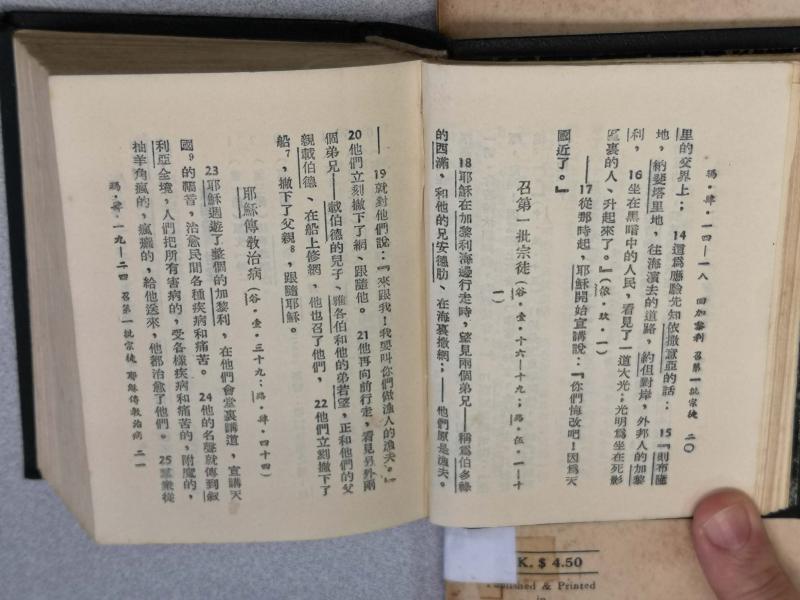 瑪·肆·一四—一八 回加黎利 召第一批宗徒 二〇
里的交界上；14這爲應驗先知依撒意亞的話：15『則布隆
地，納斐塔里地，往海濱去的道路，約但對岸，外邦人的加黎
利，16坐在黑暗中的人民，看見了一道大光；光明爲坐在死影
區裏的人、升起來了。』（依·玖·一）
——17從那時起，耶穌開始宣講說：『你們悔改吧！因爲天
國近了。』
召第一批宗徒（谷·壹·十六—十九；路·伍·一—十
一）
18耶穌在加黎利海邊行走時，望見兩個弟兄——稱爲伯多祿
的西滿，和他的兄安德肋、在海裏撒網；——他們原是漁夫。
——19就對他們說：『來跟我！我要叫你們做漁人的漁夫。』
20他們立刻撇下了網、跟隨他。21他再向前行走，看見另外兩
個弟兄——載伯德的兒子、雅各伯和他的弟若望，正和他們的父
親載伯德、在船上修網，他也召了他們，22他們立刻撇下了
船7，撇下了父親8，跟隨耶穌。
耶穌傳教治病（谷·壹·三十九；路·肆·四十四）
23耶穌週遊了整個的加黎利，在他們會堂裏講道，宣講天
國9的福音，治愈民間各種疾病和痛苦。24他的名聲就傳到敍
利亞全境，人們把所有害病的，受各樣疾病和痛苦的，附魔的，
抽羊角瘋的，瘋癱的，給他送來，他都治愈了他們。25羣衆從
瑪·肆·一九—二四 召第一批宗徒 耶穌傳教治病 二一
K. $ 4.50
Published & Printed
in